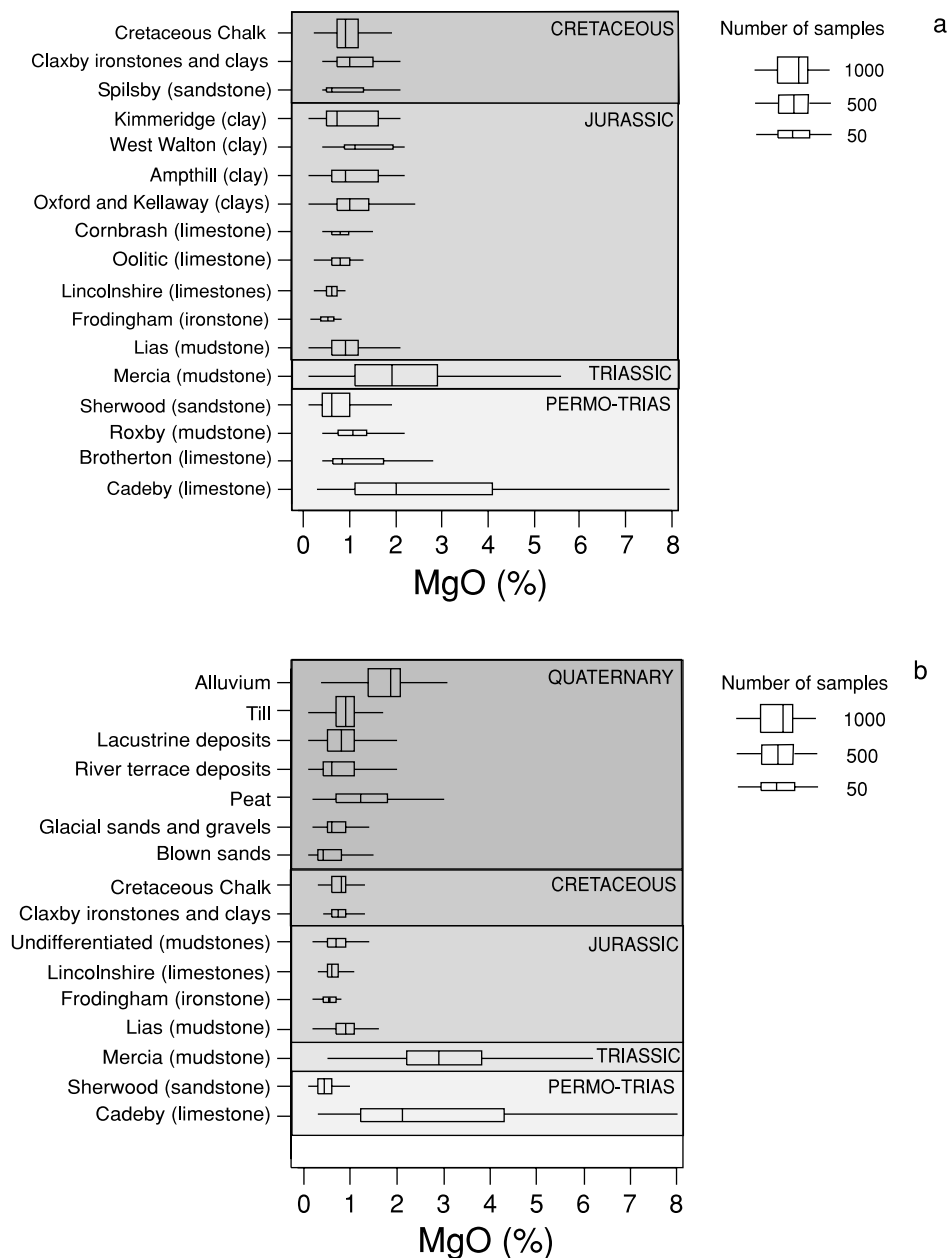 a
CRETACEOUS
Number of samples
1000
500
50
Cretaceous Chalk
Claxby ironstones and clays
Spilsby (sandstone)
JURASSIC
Kimmeridge (clay)
West Walton (clay)
Ampthill (clay)
Oxford and Kellaway (clays)
Cornbrash (limestone)
Oolitic (limestone)
Lincolnshire (limestones)
Frodingham (ironstone)
Lias (mudstone)
TRIASSIC
Mercia (mudstone)
PERMO-TRIAS
Sherwood (sandstone)
Roxby (mudstone)
Brotherton (limestone)
Cadeby (limestone)
0 1 2 3 4 5 6 7 8
MgO (%)
b
QUATERNARY
Number of samples
1000
500
50
Alluvium
Till
Lacustrine deposits
River terrace deposits
Peat
Glacial sands and gravels
Blown sands
CRETACEOUS
Cretaceous Chalk
Claxby ironstones and clays
JURASSIC
Undifferentiated (mudstones)
Lincolnshire (limestones)
Frodingham (ironstone)
Lias (mudstone)
TRIASSIC
Mercia (mudstone)
PERMO-TRIAS
Sherwood (sandstone)
Cadeby (limestone)
0 1 2 3 4 5 6 7 8
MgO (%)